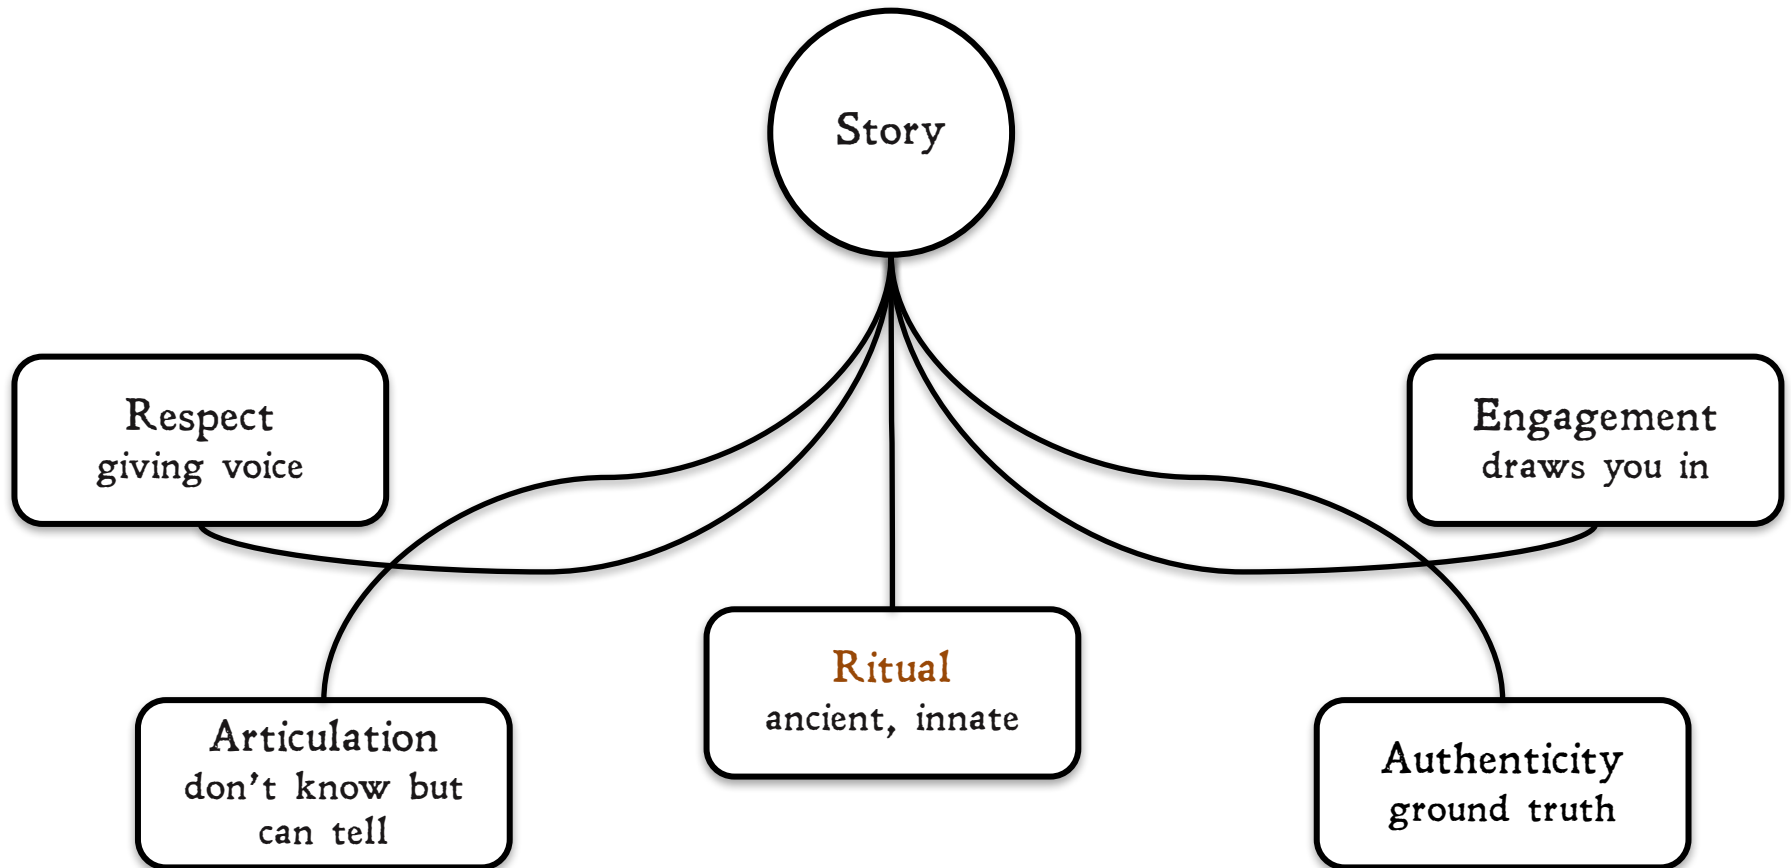 Story
Respect
giving voice
Engagement
draws you in
Ritual
ancient, innate
Articulation
don't know but
can tell
Authenticity
ground truth